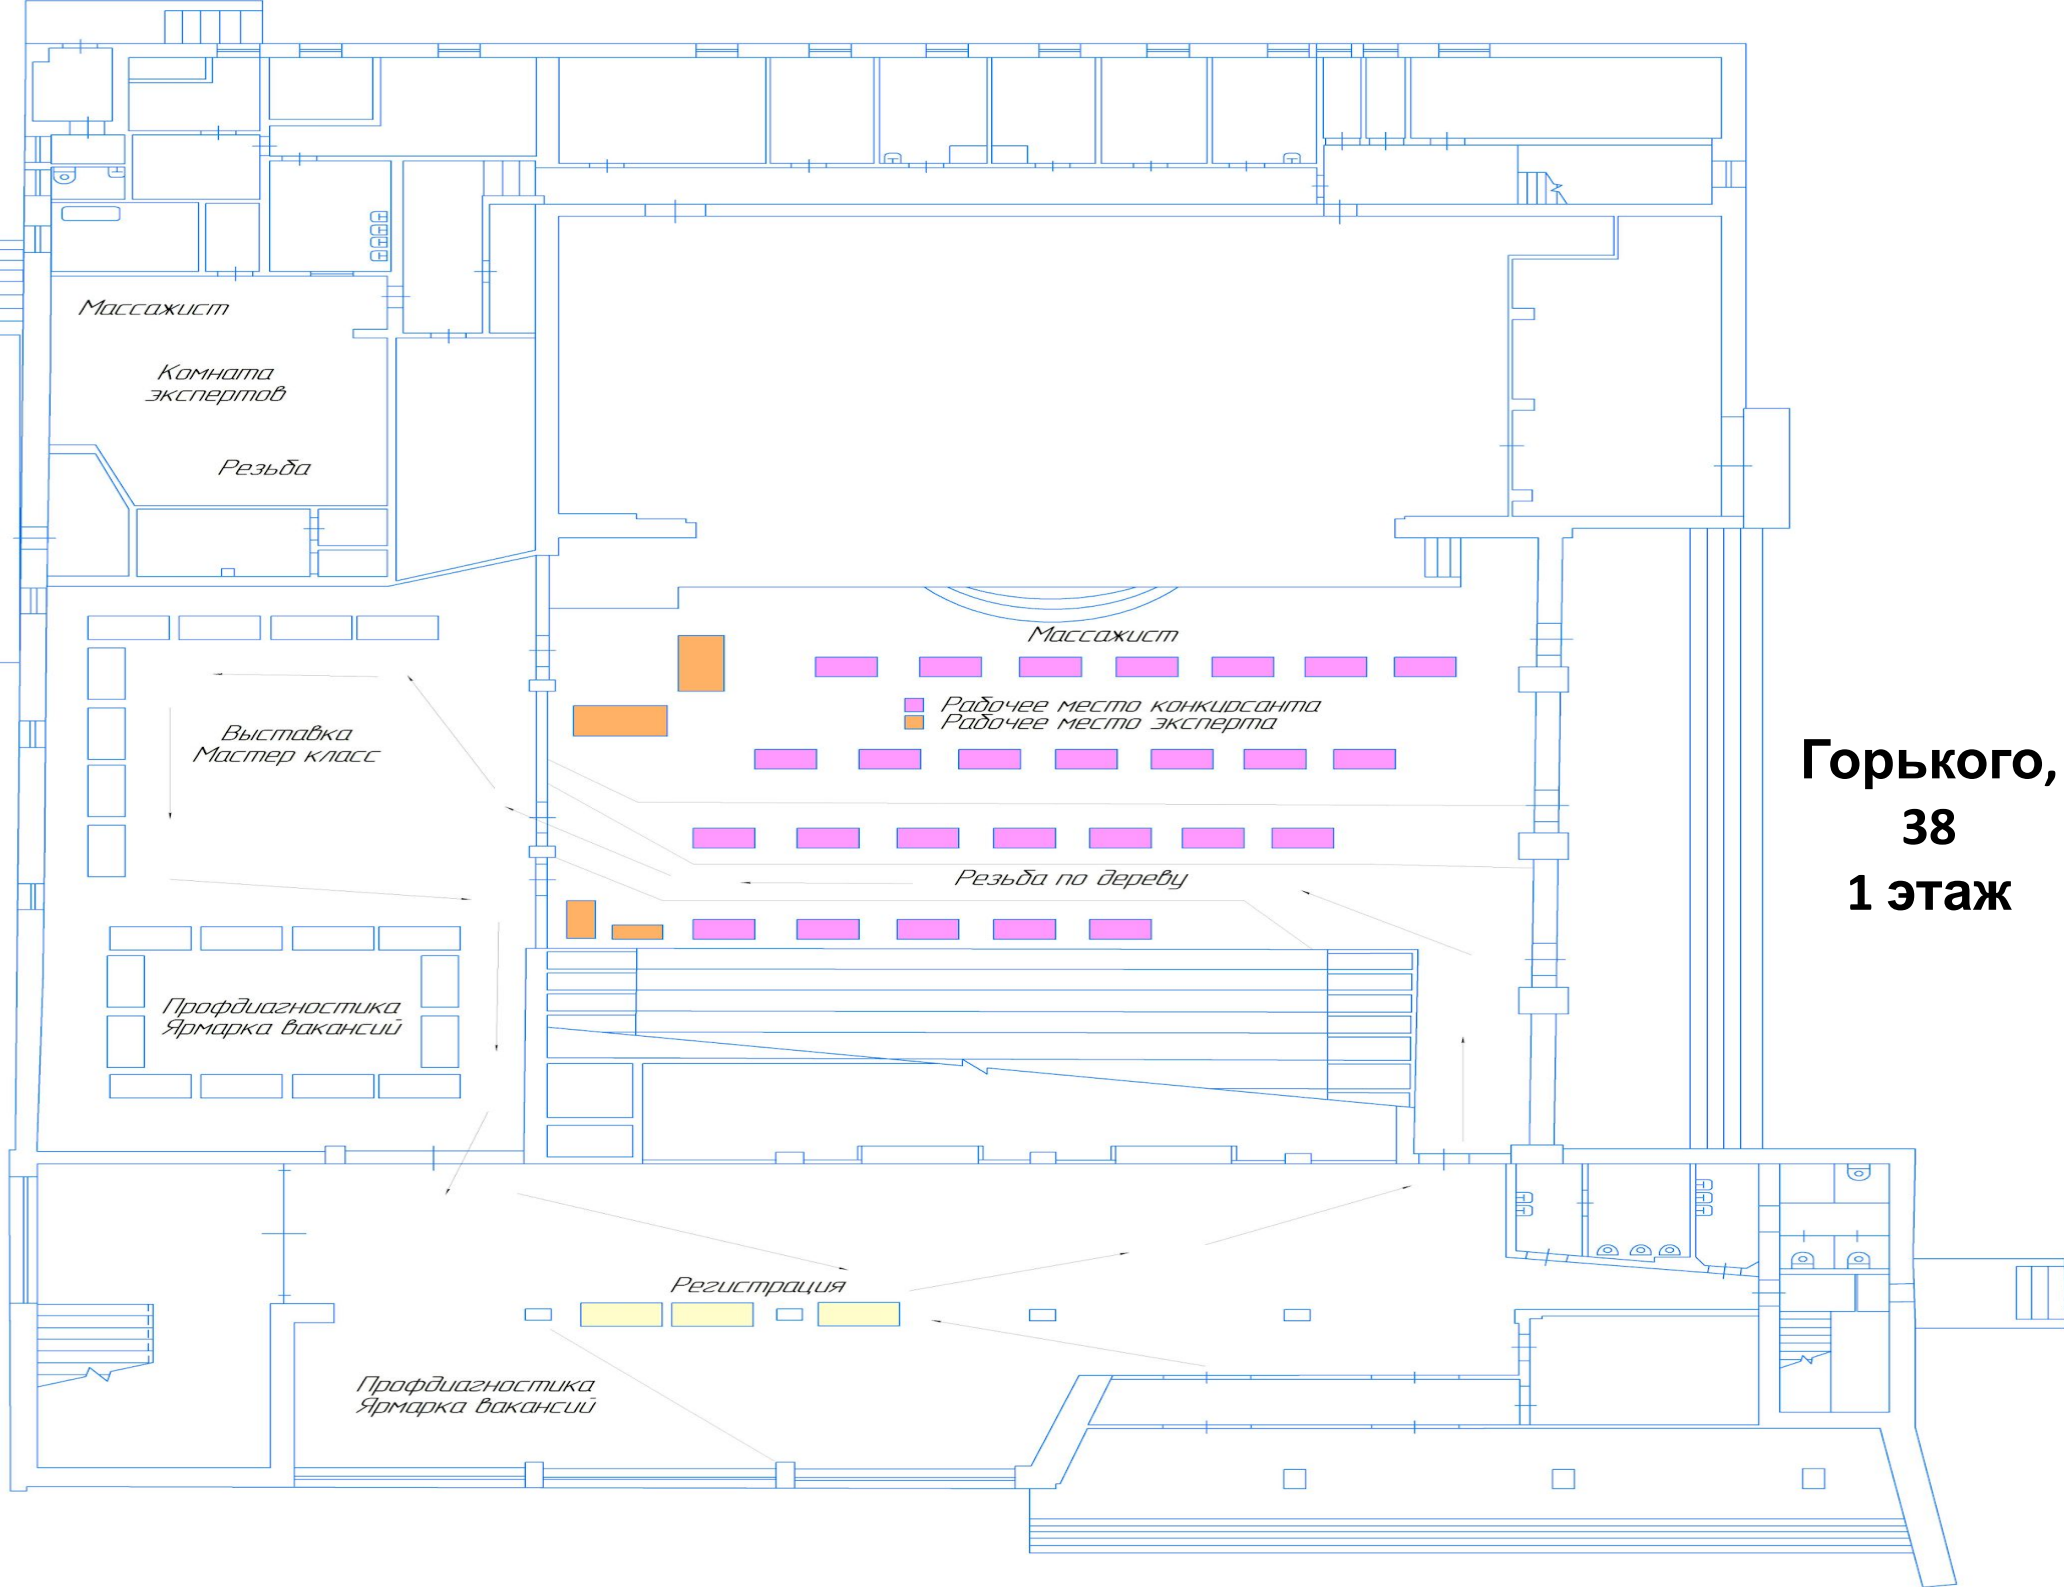 Массажист
Комната
экспертов
Резьба
Массажист
Рабочее место конкирсанта
Рабочее место эксперта
Выставка
Мастер класс
Горького,
38
1 этаж
Резьба по дереву
Профдиагностика
Ярмарка вакансий
Регистрация
Профдиагностика
Ярмарка вакансий